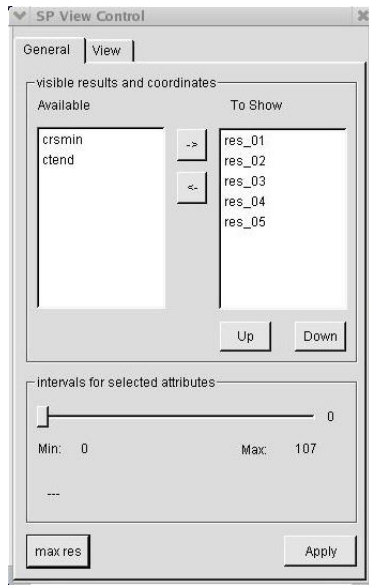 SP View Control
General View
visible results and coordinates
Available To Show
crsmin
ctend
->
<-
res_01
res_02
res_03
res_04
res_05
Up Down
intervals for selected attributes
0
Min: 0 Max: 107
---
max res Apply